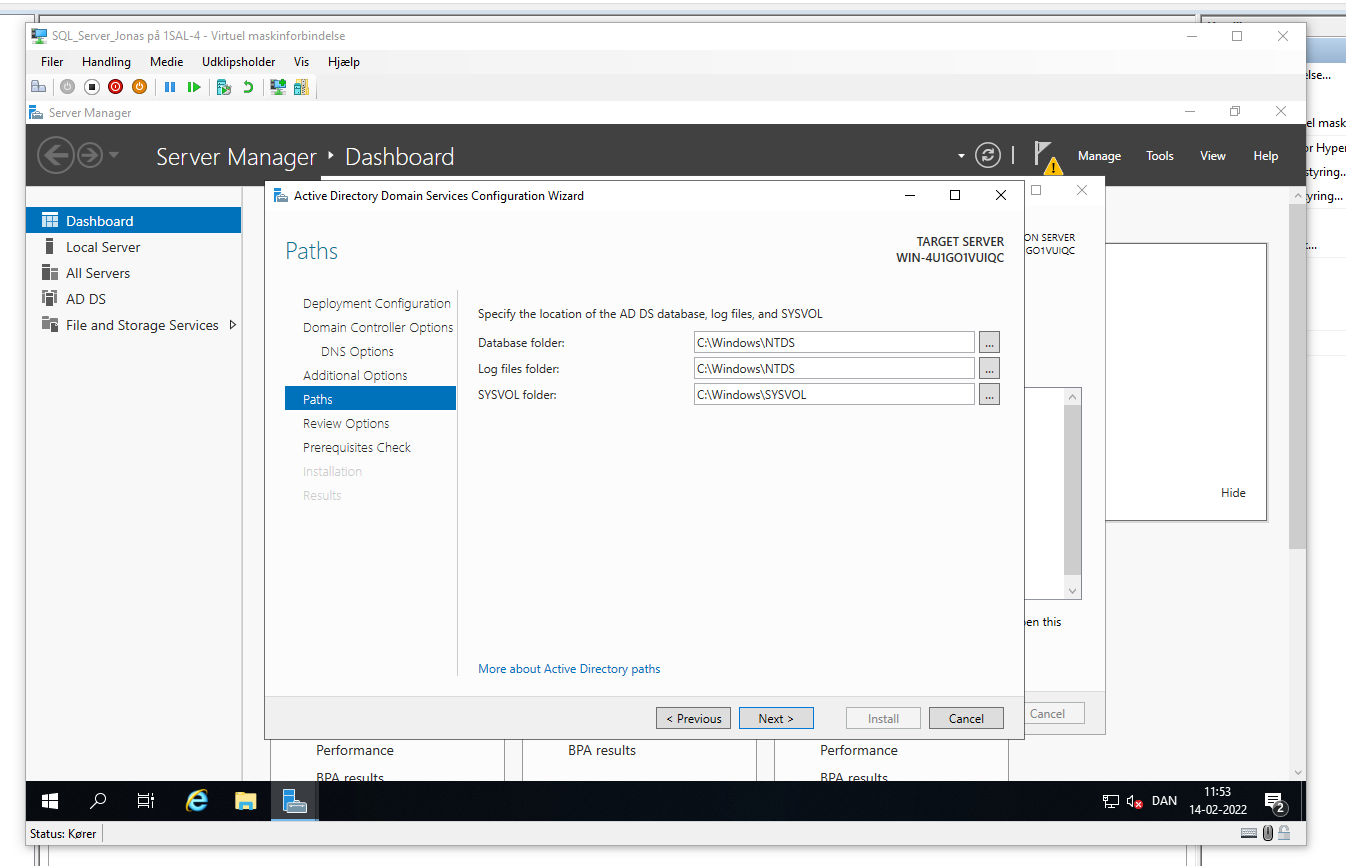 SQL_Server_Jonas på 1SAL-4 - Virtuel maskinforbindelse
Filer Handling Medie Udklipsholder Vis Hjælp
lse...
Server Manager
el mask
Server Manager Dashboard
Manage Tools View Help
or Hyper
styring..
yring...
Active Directory Domain Services Configuration Wizard
Dashboard
Local Server
All Servers
AD DS
File and Storage Services
Paths
TARGET SERVER
WIN-4U1GO1VUIQC
ON SERVER
GO1VUIQC
Deployment Configuration
Domain Controller Options
DNS Options
Additional Options
Paths
Review Options
Prerequisites Check
Installation
Results
Specify the location of the AD DS database, log files, and SYSVOL
Database folder: C:\Windows\NTDS ...
Log files folder: C:\Windows\NTDS ...
SYSVOL folder: C:\Windows\SYSVOL ...
Hide
en this
More about Active Directory paths
< Previous Next > Install Cancel
Cancel
Performance BPA results Performance
BPA results BPA results
DAN
11:53
14-02-2022
2
Status: Kører